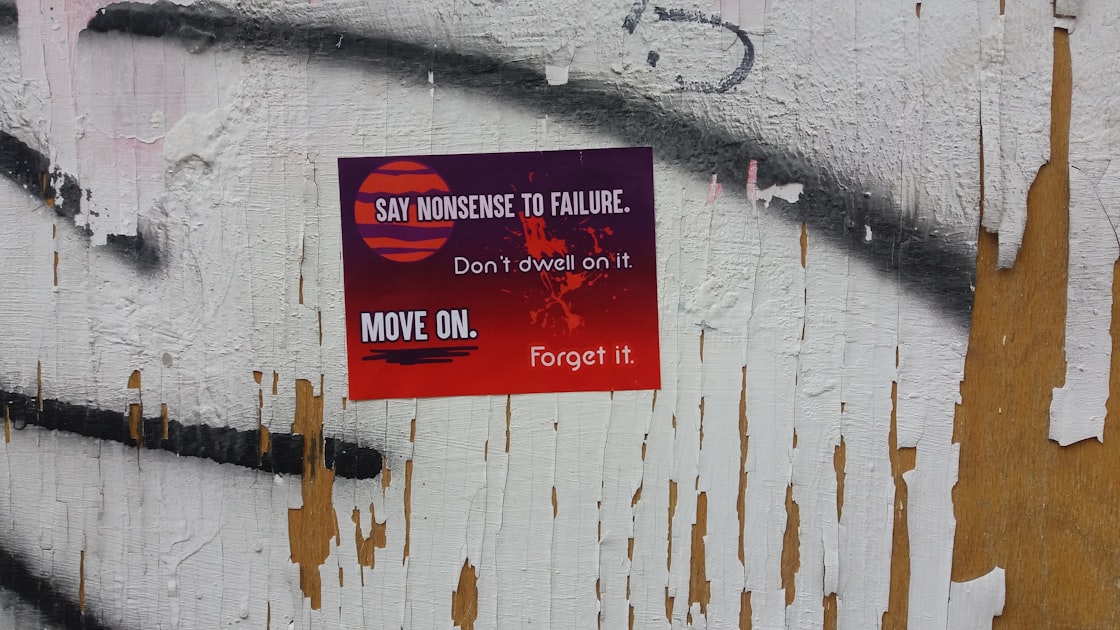 SAY NONSENSE TO FAILURE.
Don't dwell on it.
MOVE ON.
Forget it.